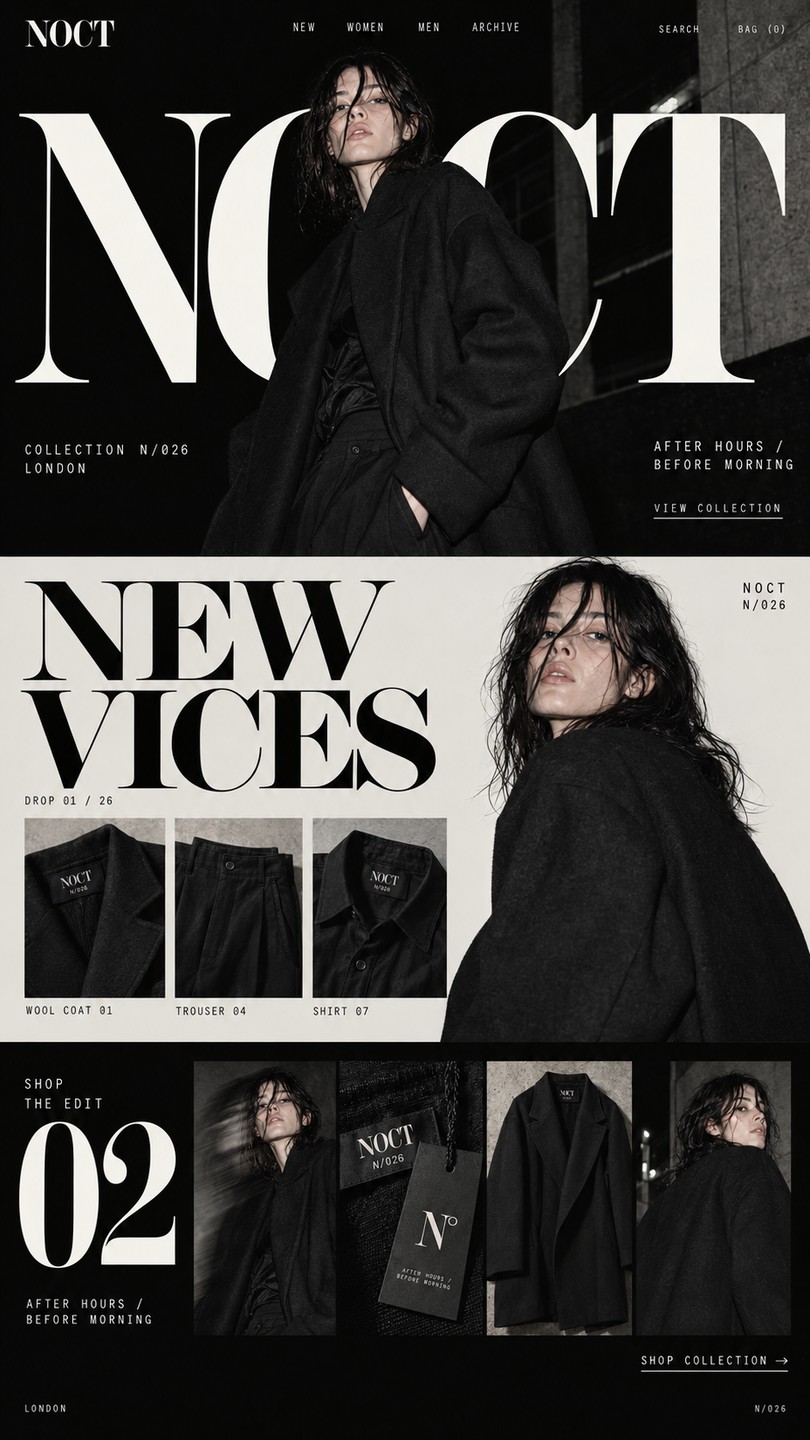 NOCT
NEW
WOMEN
MEN
ARCHIVE
SEARCH
BAG (0)
NOCT
COLLECTION N/026
LONDON
AFTER HOURS /
BEFORE MORNING
VIEW COLLECTION
NEW
VICES
NOCT
N/026
DROP 01 / 26
NOCT
N/026
NOCT
N/026
WOOL COAT 01
TROUSER 04
SHIRT 07
SHOP
THE EDIT
02
AFTER HOURS /
BEFORE MORNING
NOCT
N/026
N°
AFTER HOURS /
BEFORE MORNING
NOCT
SHOP COLLECTION →
LONDON
N/026